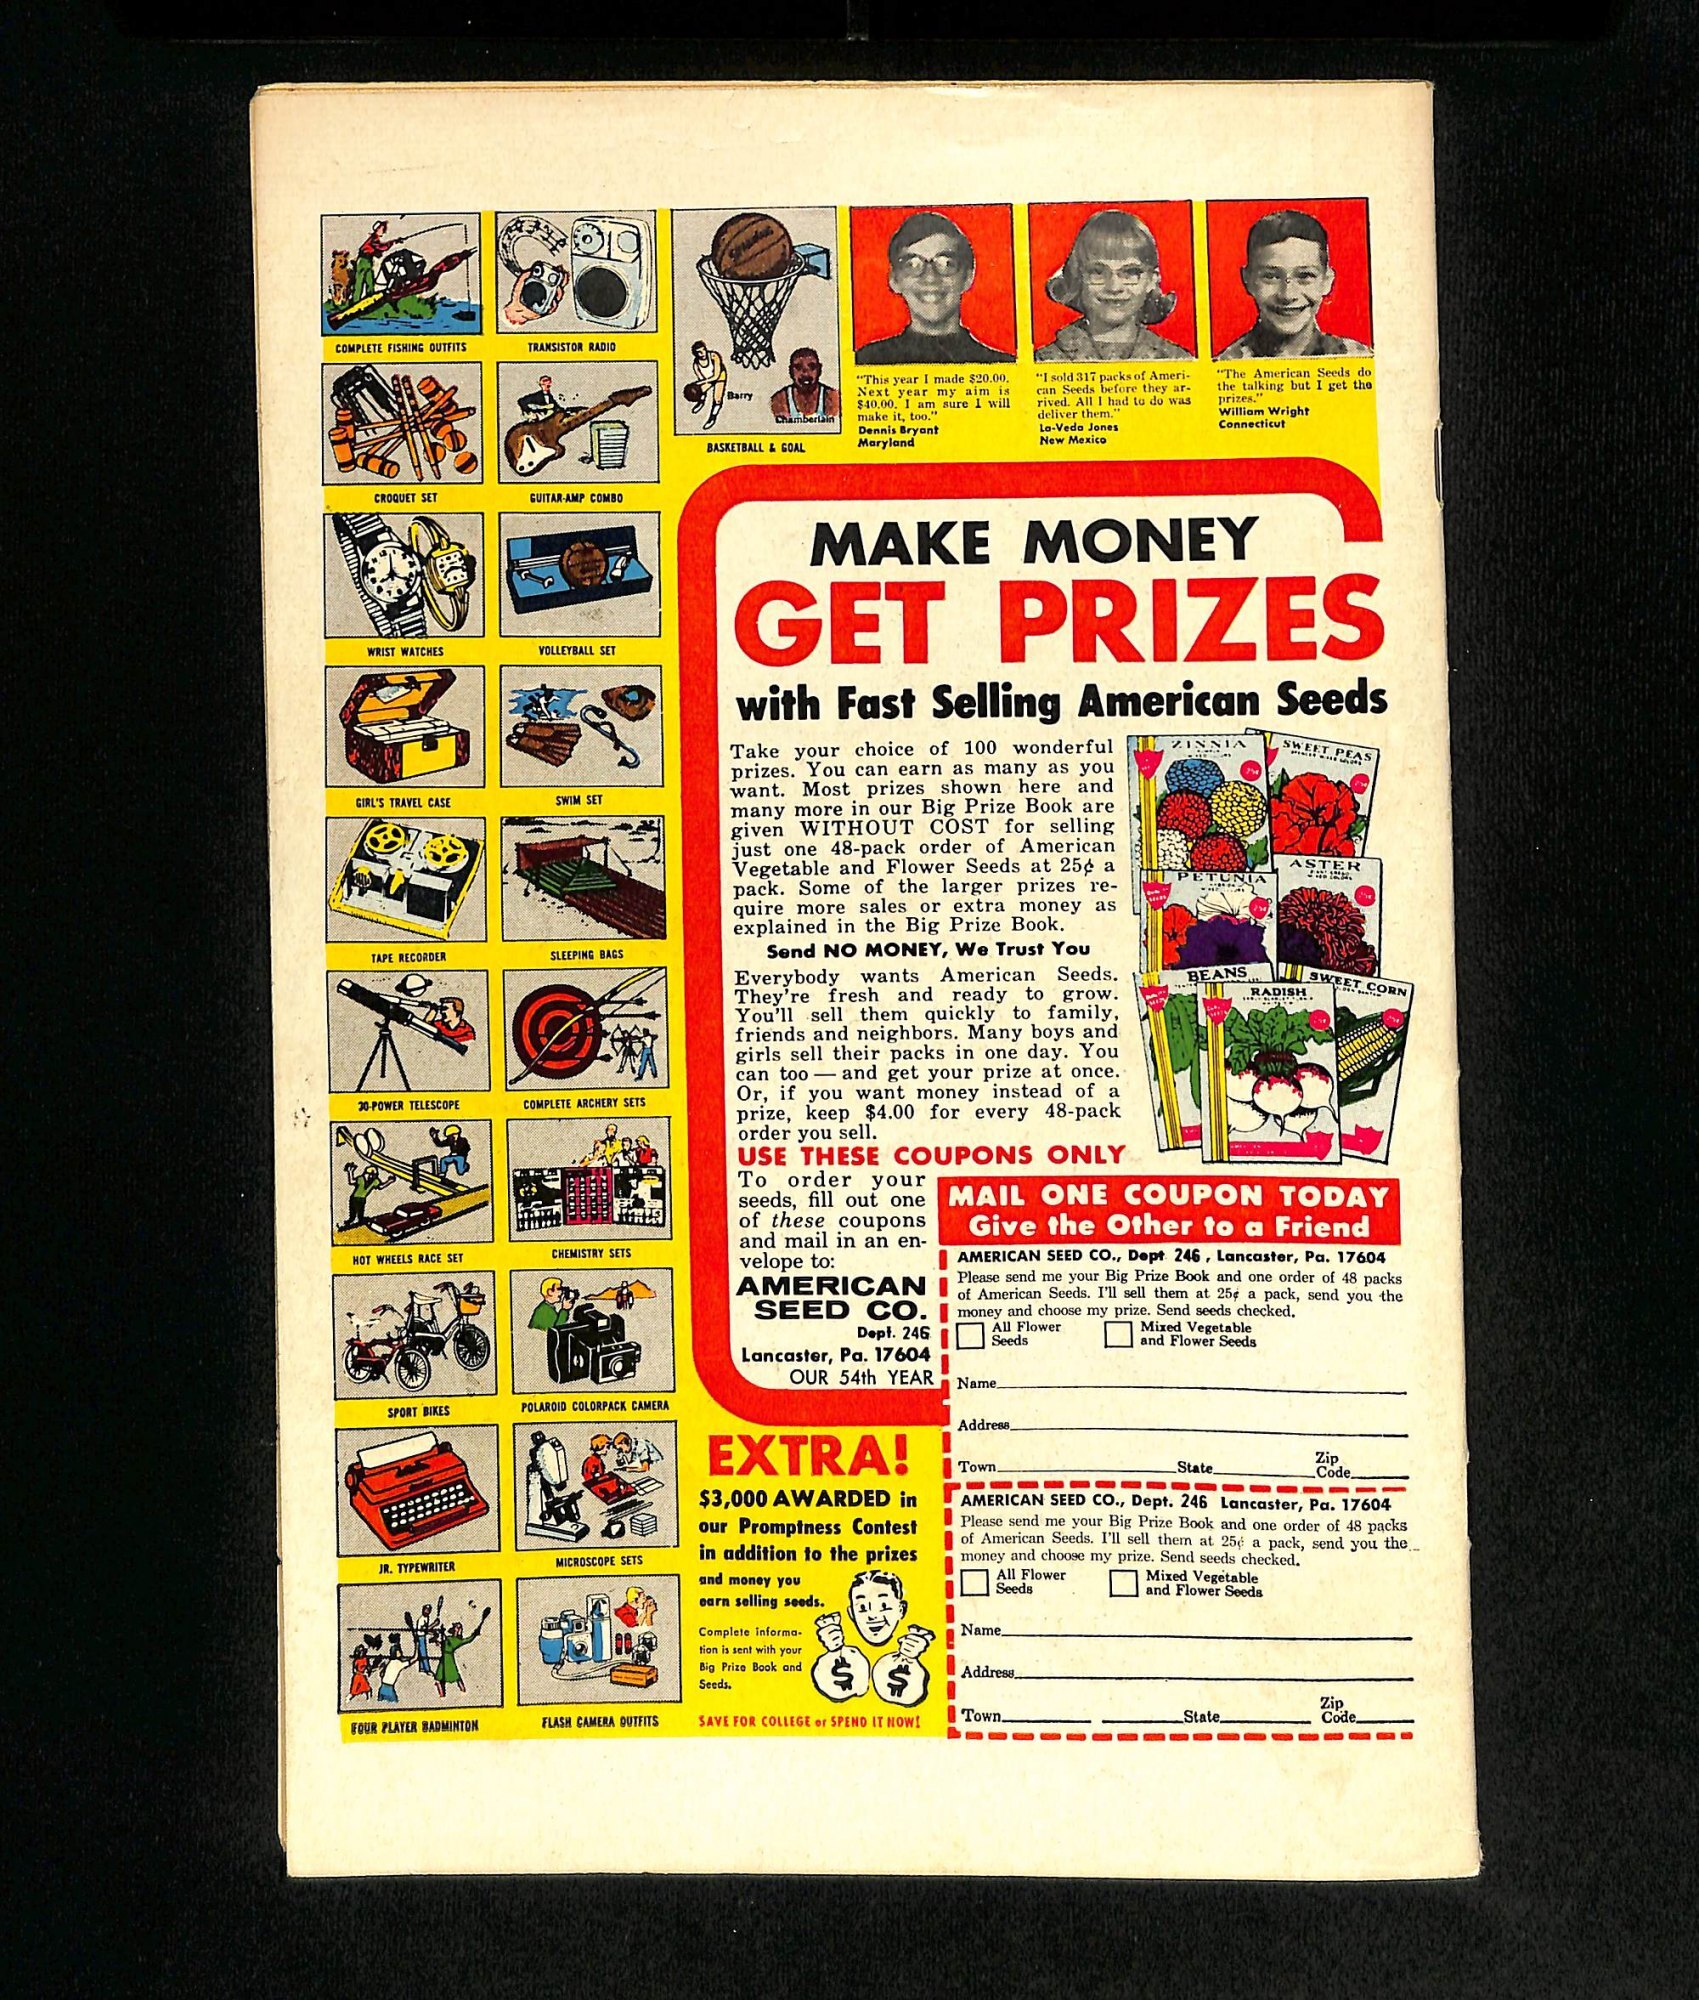 COMPLETE FISHING OUTFITS
TRANSISTOR RADIO
Barry
Chamberlain
BASKETBALL & GOAL
CROQUET SET
GUITAR-AMP COMBO
WRIST WATCHES
VOLLEYBALL SET
GIRL'S TRAVEL CASE
SWIM SET
TAPE RECORDER
SLEEPING BAGS
30-POWER TELESCOPE
COMPLETE ARCHERY SETS
HOT WHEELS RACE SET
CHEMISTRY SETS
SPORT BIKES
POLAROID COLORPACK CAMERA
JR. TYPEWRITER
MICROSCOPE SETS
FOUR PLAYER BADMINTON
FLASH CAMERA OUTFITS
"This year I made $20.00.
Next year my aim is
$40.00. I am sure I will
make it, too."
Dennis Bryant
Maryland
"I sold 317 packs of Ameri-
can Seeds before they ar-
rived. All I had to do was
deliver them."
La-Veda Jones
New Mexico
"The American Seeds do
the talking but I get the
prizes."
William Wright
Connecticut
MAKE MONEY
GET PRIZES
with Fast Selling American Seeds
Take your choice of 100 wonderful
prizes. You can earn as many as you
want. Most prizes shown here and
many more in our Big Prize Book are
given WITHOUT COST for selling
just one 48-pack order of American
Vegetable and Flower Seeds at 25¢ a
pack. Some of the larger prizes re-
quire more sales or extra money as
explained in the Big Prize Book.
Send NO MONEY, We Trust You
Everybody wants American Seeds.
They're fresh and ready to grow.
You'll sell them quickly to family,
friends and neighbors. Many boys and
girls sell their packs in one day. You
can too — and get your prize at once.
Or, if you want money instead of a
prize, keep $4.00 for every 48-pack
order you sell.
ZINNIA
SWEET PEAS
ASTER
PETUNIA
BEANS
SWEET CORN
RADISH
USE THESE COUPONS ONLY
To order your
seeds, fill out one
of these coupons
and mail in an en-
velope to:
AMERICAN
SEED CO.
Dept. 246
Lancaster, Pa. 17604
OUR 54th YEAR
MAIL ONE COUPON TODAY
Give the Other to a Friend
AMERICAN SEED CO., Dept 246, Lancaster, Pa. 17604
Please send me your Big Prize Book and one order of 48 packs
of American Seeds. I'll sell them at 25¢ a pack, send you the
money and choose my prize. Send seeds checked.
All Flower
Seeds
Mixed Vegetable
and Flower Seeds
Name
Address
Town State Zip
Code
AMERICAN SEED CO., Dept. 246 Lancaster, Pa. 17604
Please send me your Big Prize Book and one order of 48 packs
of American Seeds. I'll sell them at 25¢ a pack, send you the
money and choose my prize. Send seeds checked.
All Flower
Seeds
Mixed Vegetable
and Flower Seeds
Name
Address
Town State Zip
Code
EXTRA!
$3,000 AWARDED in
our Promptness Contest
in addition to the prizes
and money you
earn selling seeds.
Complete informa-
tion is sent with your
Big Prize Book and
Seeds.
$ $
SAVE FOR COLLEGE or SPEND IT NOW!